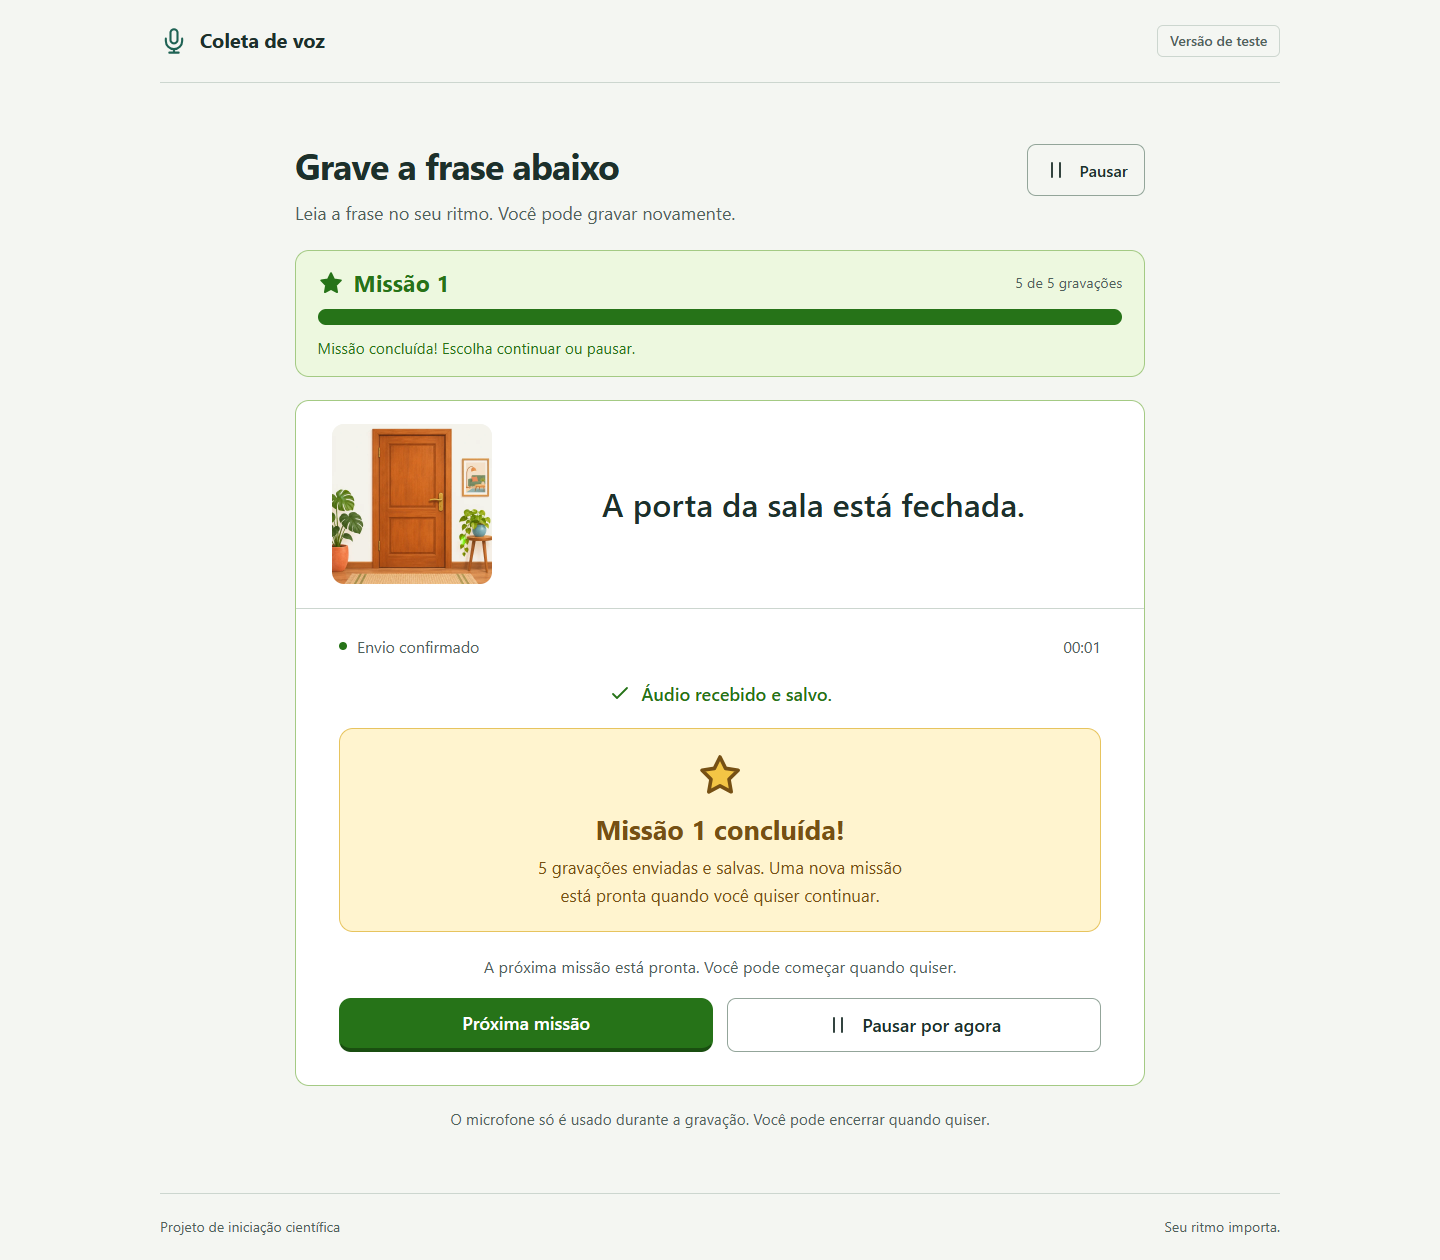 Coleta de voz
Versão de teste
Grave a frase abaixo
Pausar
Leia a frase no seu ritmo. Você pode gravar novamente.
Missão 1
5 de 5 gravações
Missão concluída! Escolha continuar ou pausar.
A porta da sala está fechada.
Envio confirmado
00:01
Áudio recebido e salvo.
Missão 1 concluída!
5 gravações enviadas e salvas. Uma nova missão
está pronta quando você quiser continuar.
A próxima missão está pronta. Você pode começar quando quiser.
Próxima missão
Pausar por agora
O microfone só é usado durante a gravação. Você pode encerrar quando quiser.
Projeto de iniciação científica
Seu ritmo importa.